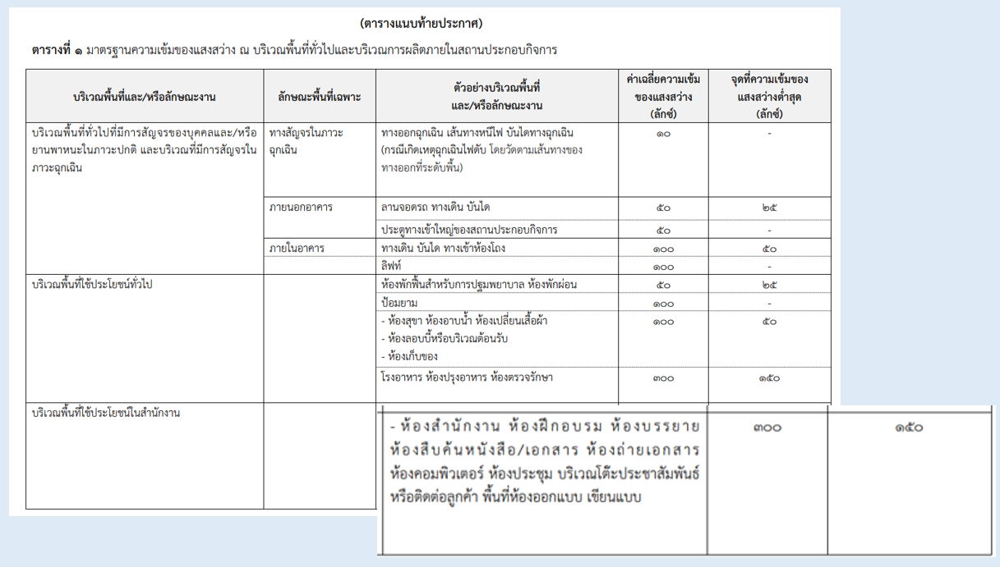 (ตารางแนบท้ายประกาศ)
ตารางที่ ๑ มาตรฐานความเข้มของแสงสว่าง ณ บริเวณพื้นที่ทั่วไปและบริเวณการผลิตภายในสถานประกอบกิจการ
บริเวณพื้นที่และ/หรือลักษณะงาน
ลักษณะพื้นที่เฉพาะ
ตัวอย่างบริเวณพื้นที่
และ/หรือลักษณะงาน
ค่าเฉลี่ยความเข้ม
ของแสงสว่าง
(ลักซ์)
จุดที่ความเข้มของ
แสงสว่างต่ำสุด
(ลักซ์)
บริเวณพื้นที่ทั่วไปที่มีการสัญจรของบุคคลและ/หรือ
ยานพาหนะในภาวะปกติ และบริเวณที่มีการสัญจรใน
ภาวะฉุกเฉิน
ทางสัญจรในภาวะ
ฉุกเฉิน
ทางออกฉุกเฉิน เส้นทางหนีไฟ บันไดทางฉุกเฉิน
(กรณีเกิดเหตุฉุกเฉินไฟดับ โดยวัดตามเส้นทางของ
ทางออกที่ระดับพื้น)
๑๐
-
ภายนอกอาคาร
ลานจอดรถ ทางเดิน บันได
๕๐
๒๕
ประตูทางเข้าใหญ่ของสถานประกอบกิจการ
๕๐
-
ภายในอาคาร
ทางเดิน บันได ทางเข้าห้องโถง
๑๐๐
๕๐
ลิฟท์
๑๐๐
-
บริเวณพื้นที่ใช้ประโยชน์ทั่วไป
ห้องพักฟื้นสำหรับการปฐมพยาบาล ห้องพักผ่อน
๕๐
๒๕
ป้อมยาม
๑๐๐
-
- ห้องสุขา ห้องอาบน้ำ ห้องเปลี่ยนเสื้อผ้า
- ห้องลอบบี้หรือบริเวณต้อนรับ
- ห้องเก็บของ
๑๐๐
๕๐
โรงอาหาร ห้องปรุงอาหาร ห้องตรวจรักษา
๓๐๐
๑๕๐
บริเวณพื้นที่ใช้ประโยชน์ในสำนักงาน
- ห้องสำนักงาน ห้องฝึกอบรม ห้องบรรยาย
ห้องสืบค้นหนังสือ/เอกสาร ห้องถ่ายเอกสาร
ห้องคอมพิวเตอร์ ห้องประชุม บริเวณโต๊ะประชาสัมพันธ์
หรือติดต่อลูกค้า พื้นที่ห้องออกแบบ เขียนแบบ
๓๐๐
๑๕๐